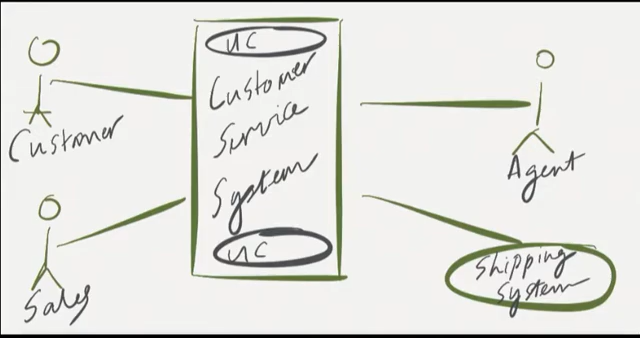 UC
Customer
Service
System
UC
Customer
Sales
Agent
Shipping
System